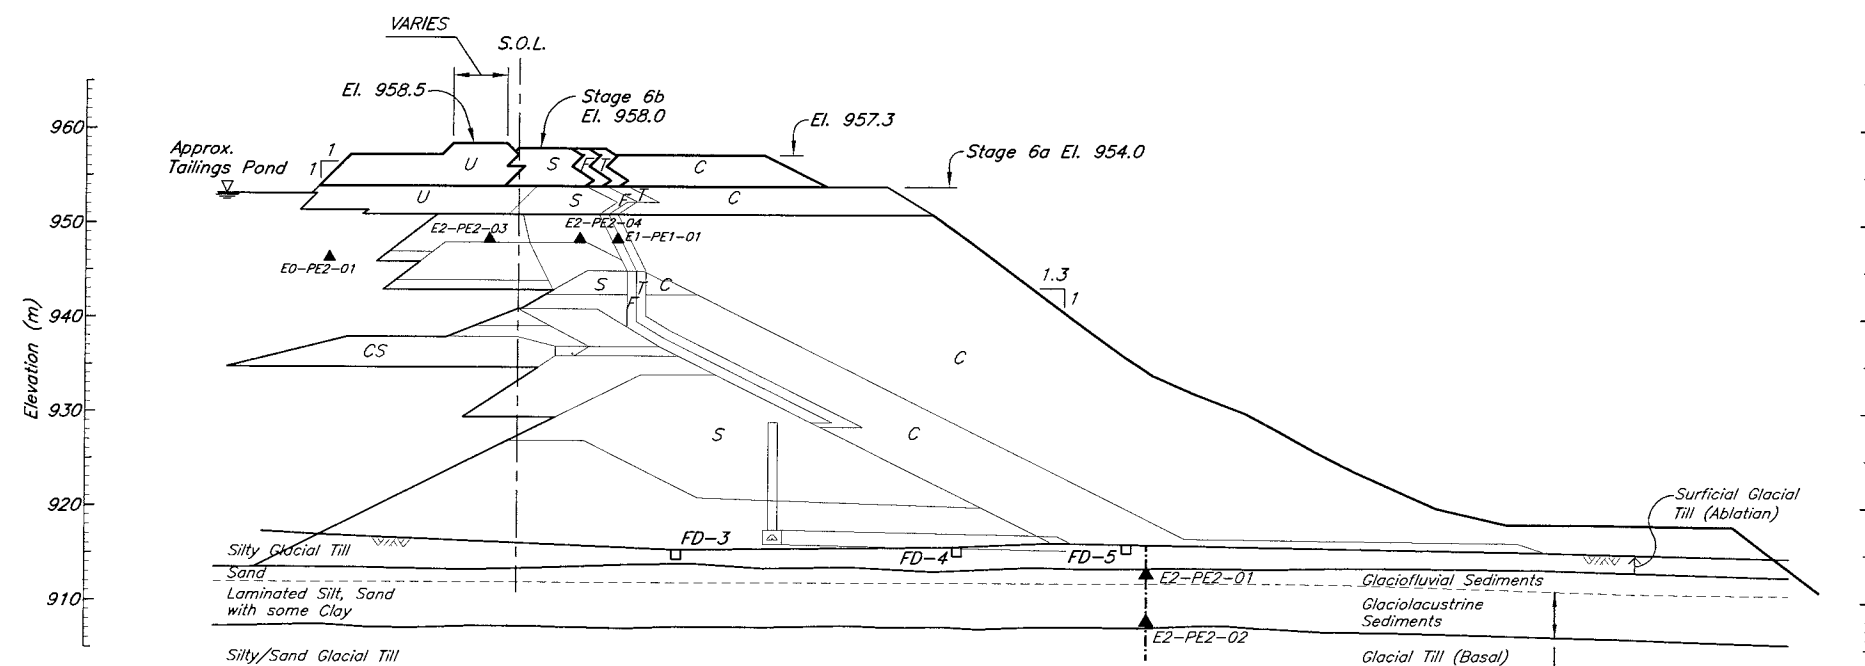 VARIES
S.O.L.
El. 958.5
Stage 6b
El. 958.0
El. 957.3
960
Approx.
Tailings Pond
1
1
U
S
F
T
C
Stage 6a El. 954.0
U
S
F
T
C
950
E2-PE2-03
E2-PE2-04
E1-PE1-01
E0-PE2-01
1.3
1
S
T
C
F
940
Elevation (m)
CS
C
930
S
C
920
Surficial Glacial
Till (Ablatian)
Silty Glacial Till
FD-3
FD-4
FD-5
Sand
E2-PE2-01
Glaciofluvial Sediments
910
Laminated Silt, Sand
with some Clay
Glaciolacustrine
Sediments
E2-PE2-02
Silty/Sand Glacial Till
Glacial Till (Basal)